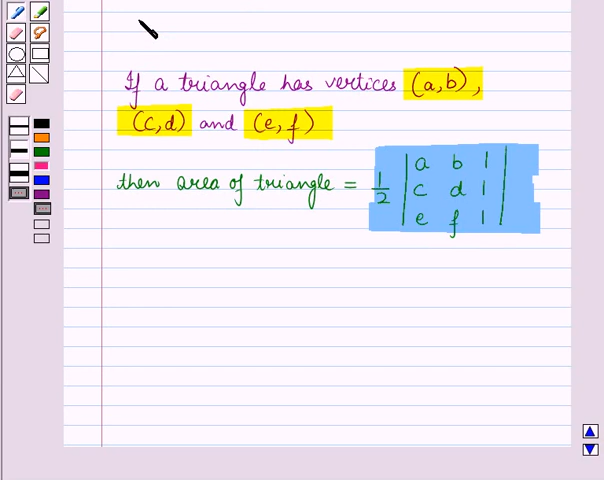 If a triangle has vertices (a,b),
(c,d) and (e,f)
then area of triangle = 1/2 | a b 1 |
| c d 1 |
| e f 1 |